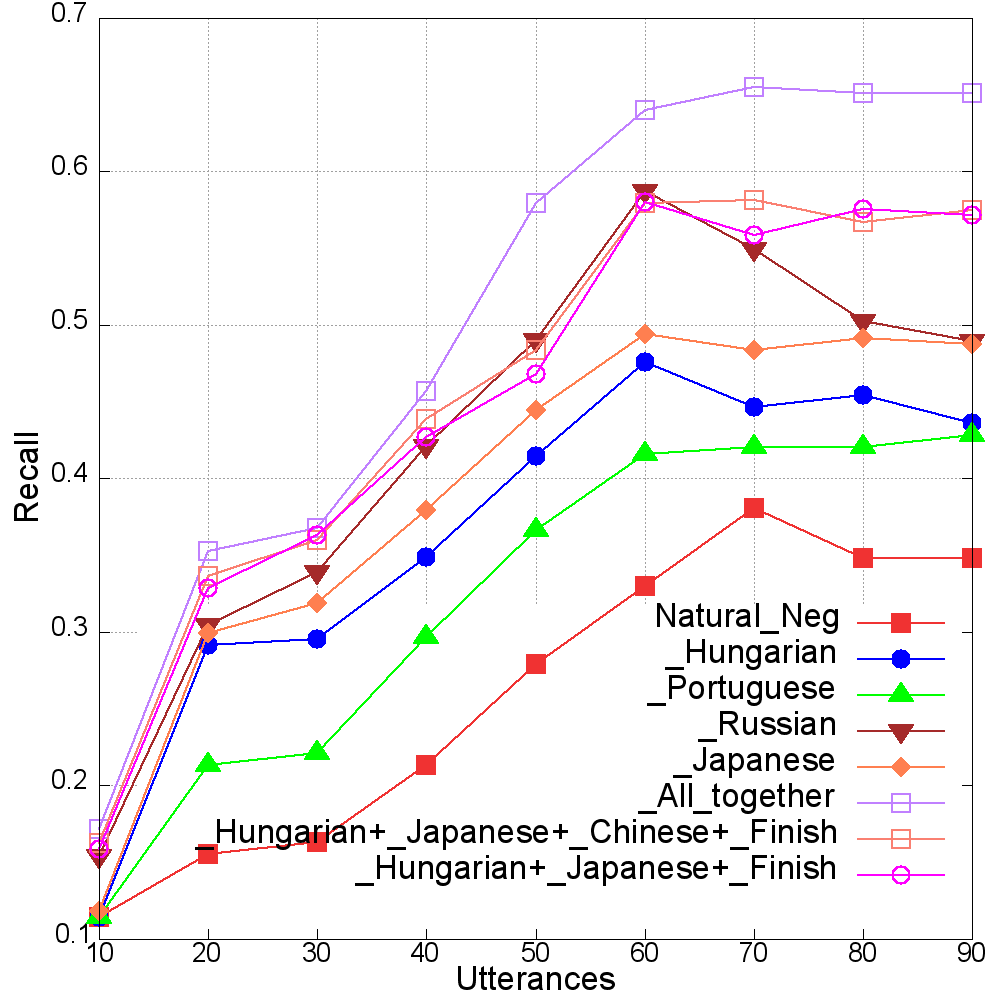 0.7
0.6
0.5
0.4
0.3
0.2
0.1
Recall
Natural_Neg
_Hungarian
_Portuguese
_Russian
_Japanese
_All_together
_Hungarian+_Japanese+_Chinese+_Finish
_Hungarian+_Japanese+_Finish
10 20 30 40 50 60 70 80 90
Utterances